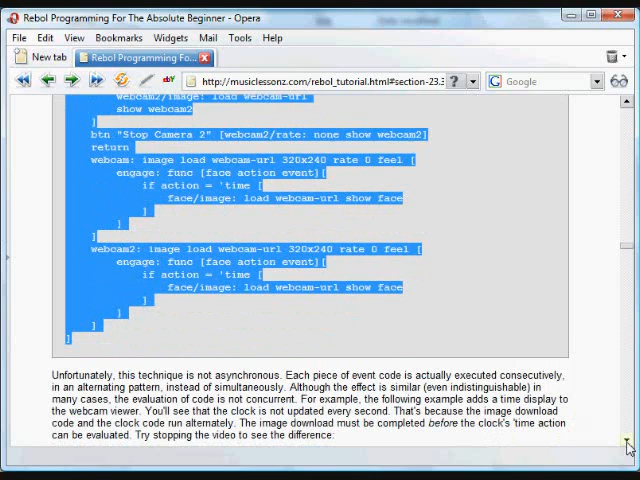 Rebol Programming For The Absolute Beginner - Opera
File Edit View Bookmarks Widgets Mail Tools Help
New tab Rebol Programming Fo...
http://musiclessonz.com/rebol_tutorial.html#section-23.3 ? Google
webcam2/image: load webcam-url
show webcam2
]
btn "Stop Camera 2" [webcam2/rate: none show webcam2]
return
webcam: image load webcam-url 320x240 rate 0 feel [
engage: func [face action event][
if action = 'time [
face/image: load webcam-url show face
]
]
]
webcam2: image load webcam-url 320x240 rate 0 feel [
engage: func [face action event][
if action = 'time [
face/image: load webcam-url show face
]
]
]
]
Unfortunately, this technique is not asynchronous. Each piece of event code is actually executed consecutively,
in an alternating pattern, instead of simultaneously. Although the effect is similar (even indistinguishable) in
many cases, the evaluation of code is not concurrent. For example, the following example adds a time display to
the webcam viewer. You'll see that the clock is not updated every second. That's because the image download
code and the clock code run alternately. The image download must be completed before the clock's 'time action
can be evaluated. Try stopping the video to see the difference: